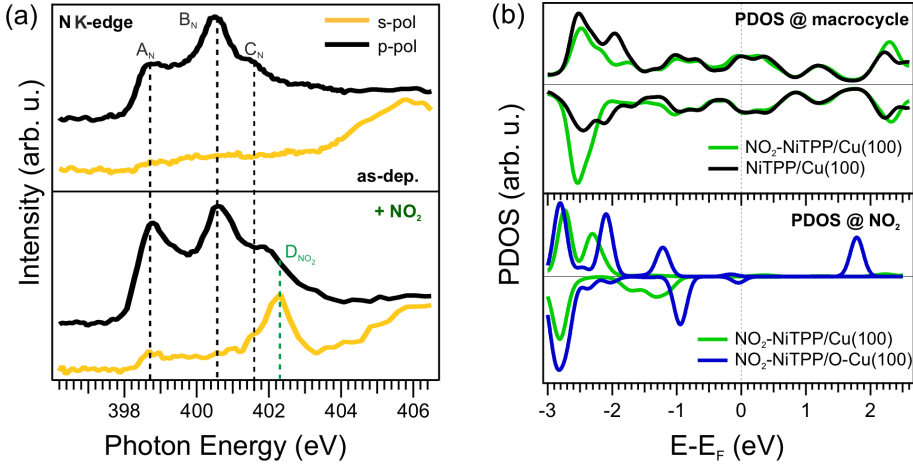 (a)
N K-edge
s-pol
p-pol
A_N
B_N
C_N
as-dep.
+ NO₂
D_NO₂
Intensity (arb. u.)
398 400 402 404 406
Photon Energy (eV)
(b)
PDOS @ macrocycle
NO₂-NiTPP/Cu(100)
NiTPP/Cu(100)
PDOS @ NO₂
NO₂-NiTPP/Cu(100)
NO₂-NiTPP/O-Cu(100)
PDOS (arb. u.)
-3 -2 -1 0 1 2
E-E_F (eV)